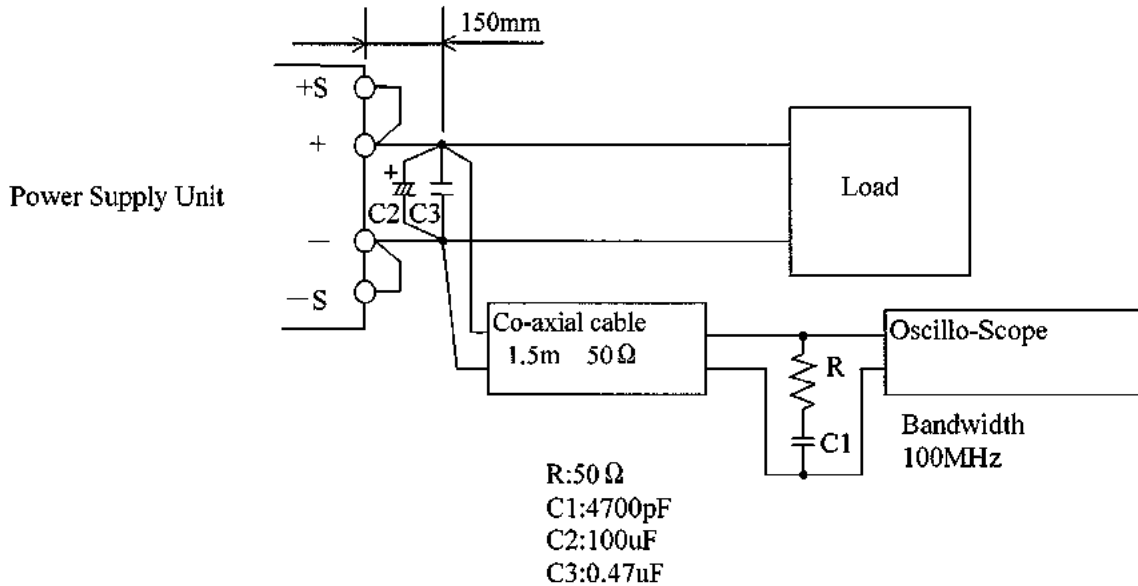 150mm
+S
+
Power Supply Unit
+
C2 C3
Load
−
−S
Co-axial cable
1.5m 50Ω
Oscillo-Scope
R
C1
Bandwidth
100MHz
R:50Ω
C1:4700pF
C2:100uF
C3:0.47uF